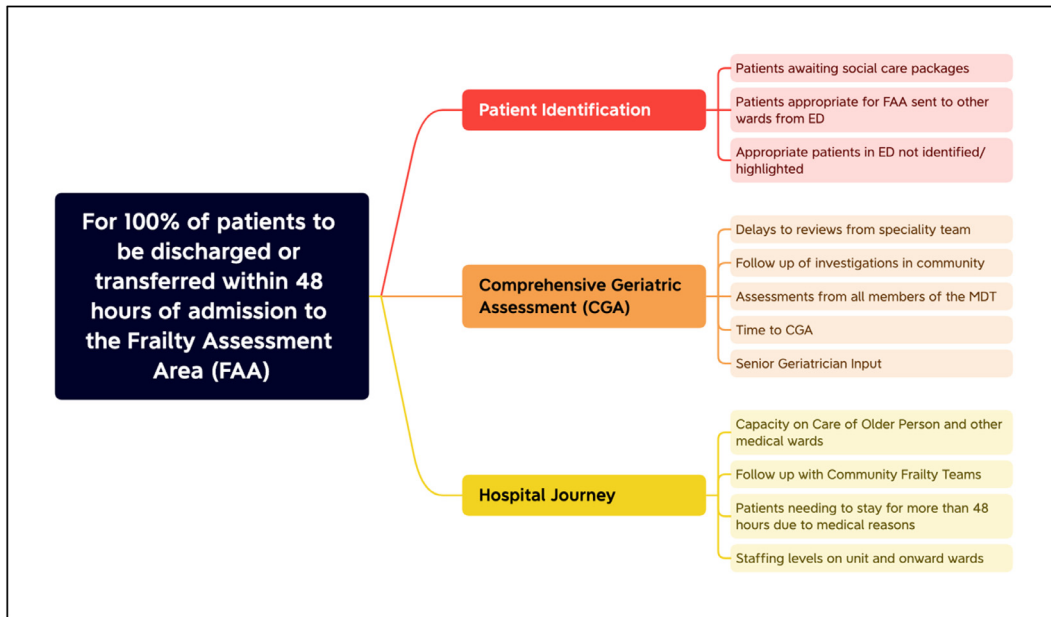 For 100% of patients to
be discharged or
transferred within 48
hours of admission to
the Frailty Assessment
Area (FAA)
Patient Identification
Patients awaiting social care packages
Patients appropriate for FAA sent to other
wards from ED
Appropriate patients in ED not identified/
highlighted
Comprehensive Geriatric
Assessment (CGA)
Delays to reviews from speciality team
Follow up of investigations in community
Assessments from all members of the MDT
Time to CGA
Senior Geriatrician Input
Hospital Journey
Capacity on Care of Older Person and other
medical wards
Follow up with Community Frailty Teams
Patients needing to stay for more than 48
hours due to medical reasons
Staffing levels on unit and onward wards